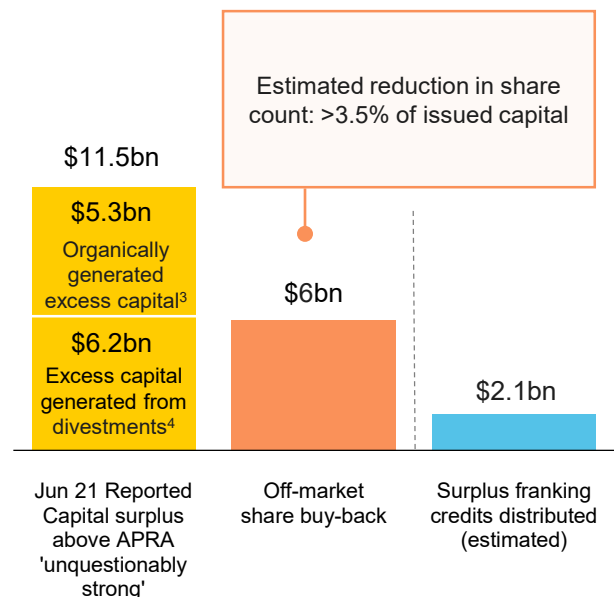 Estimated reduction in share
count: >3.5% of issued capital
$11.5bn
$5.3bn
Organically
generated
excess capital³
$6.2bn
Excess capital
generated from
divestments⁴
$6bn
$2.1bn
Jun 21 Reported
Capital surplus
above APRA
'unquestionably
strong'
Off-market
share buy-back
Surplus franking
credits distributed
(estimated)